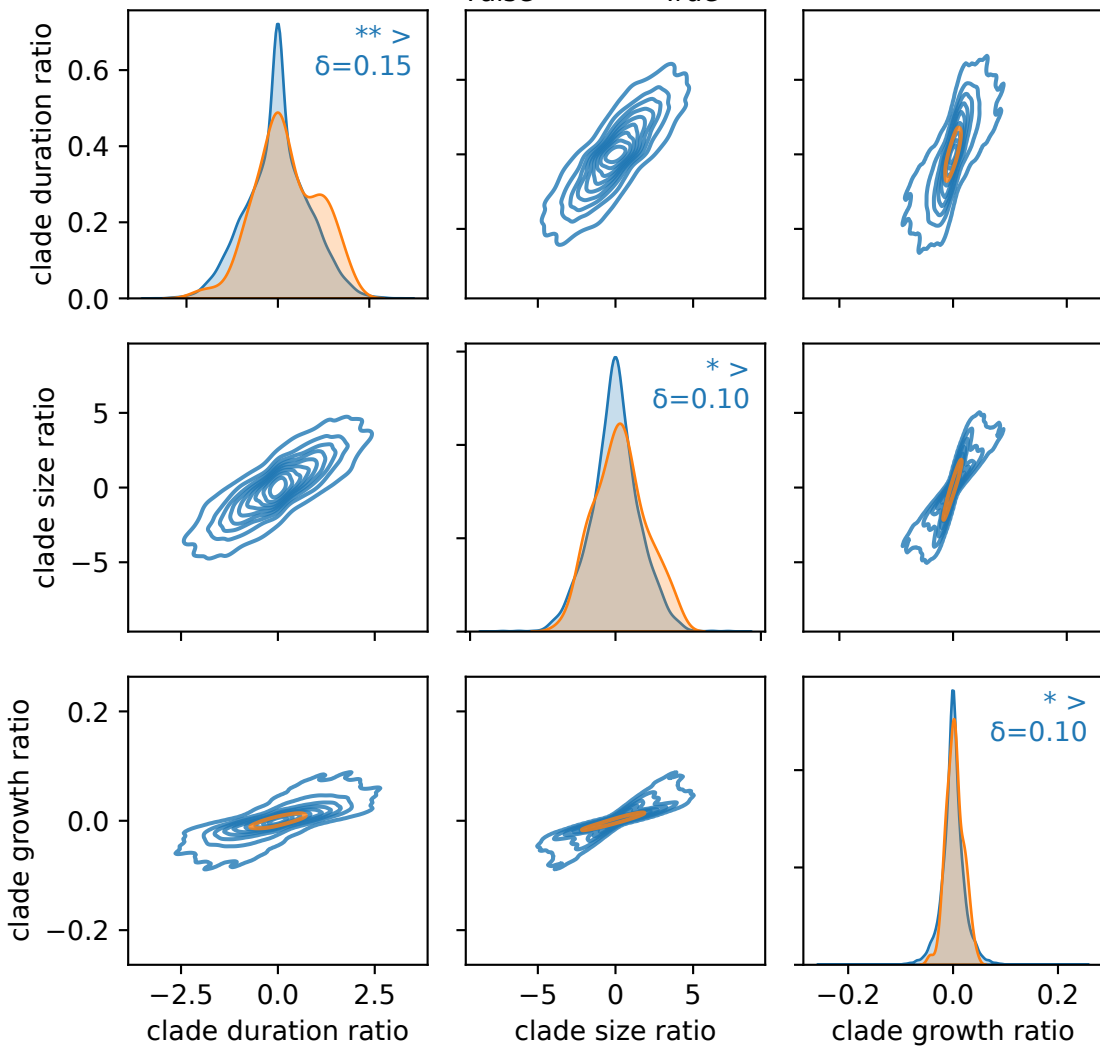 clade duration ratio
0.6
0.4
0.2
0.0
** >
δ=0.15
clade size ratio
5
0
−5
* >
δ=0.10
clade growth ratio
0.2
0.0
−0.2
* >
δ=0.10
−2.5 0.0 2.5
−5 0 5
−0.2 0.0 0.2
clade duration ratio
clade size ratio
clade growth ratio